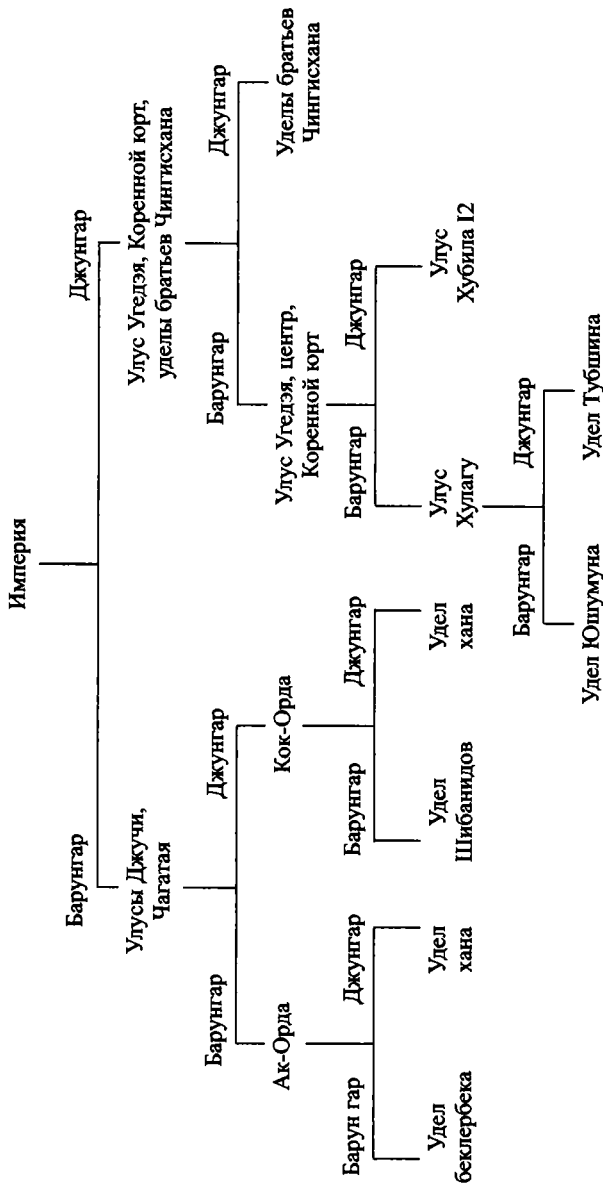 Империя
Барунгар
Джунгар
Улусы Джучи,
Чагатая
Улус Угедэя, Коренной юрт,
уделы братьев Чингисхана
Барунгар
Джунгар
Барунгар
Джунгар
Ак-Орда
Кок-Орда
Улус Угедэя, центр,
Коренной юрт
Уделы братьев
Чингисхана
Барун гар
Джунгар
Барунгар
Джунгар
Барунгар
Джунгар
Удел
беклербека
Удел
хана
Удел
Шибанидов
Удел
хана
Улус
Хулагу
Улус
Хубила I2
Барунгар
Джунгар
Удел Юшумуна
Удел Тубшина